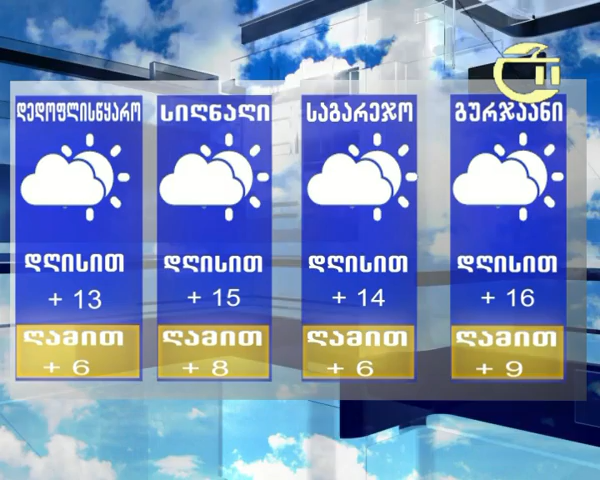 დედოფლისწყარო
დღისით
+ 13
ღამით
+ 6
სიღნაღი
დღისით
+ 15
ღამით
+ 8
საგარეჯო
დღისით
+ 14
ღამით
+ 6
გურჯაანი
დღისით
+ 16
ღამით
+ 9